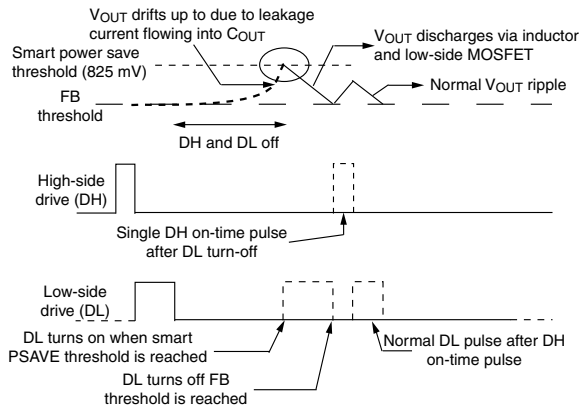 VOUT drifts up to due to leakage
current flowing into COUT
Smart power save
threshold (825 mV)
FB
threshold
VOUT discharges via inductor
and low-side MOSFET
Normal VOUT ripple
DH and DL off
High-side
drive (DH)
Single DH on-time pulse
after DL turn-off
Low-side
drive (DL)
DL turns on when smart
PSAVE threshold is reached
Normal DL pulse after DH
on-time pulse
DL turns off FB
threshold is reached